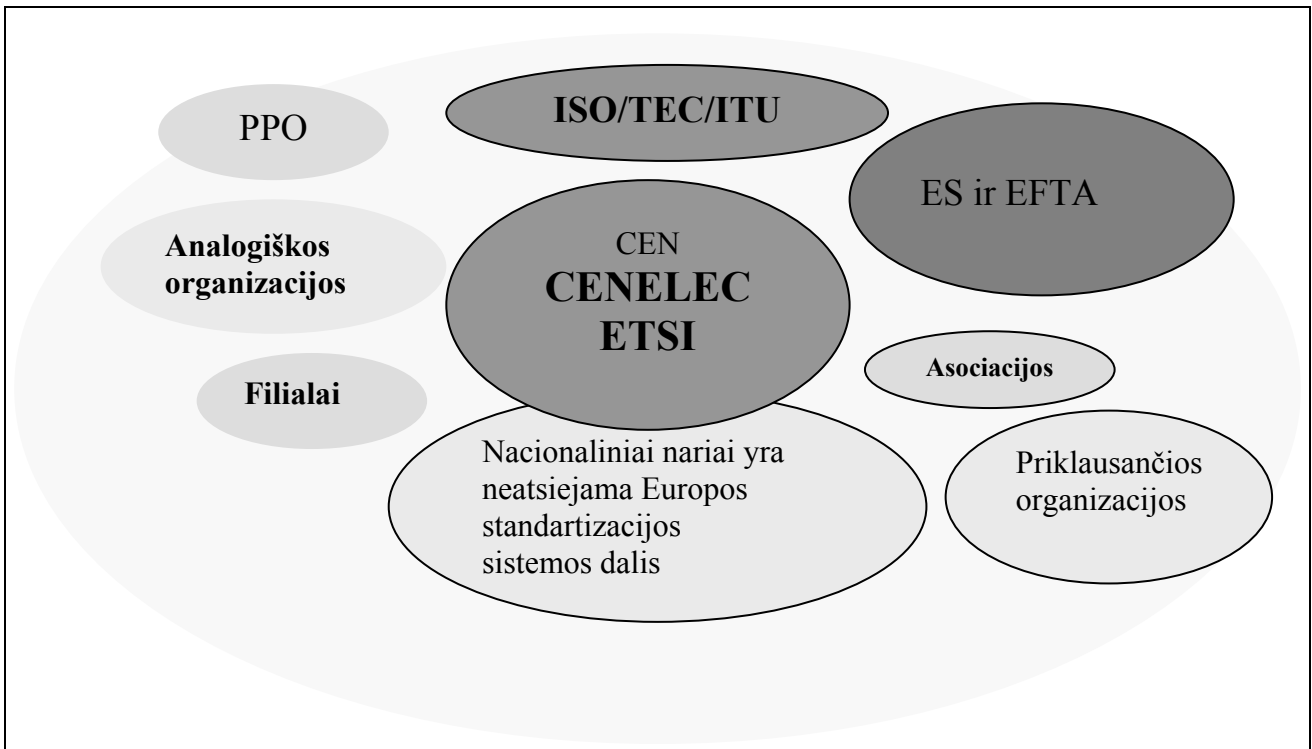 PPO
ISO/TEC/ITU
ES ir EFTA
Analogiškos
organizacijos
CEN
CENELEC
ETSI
Filialai
Asociacijos
Nacionaliniai nariai yra
neatsiejama Europos
standartizacijos
sistemos dalis
Priklausančios
organizacijos